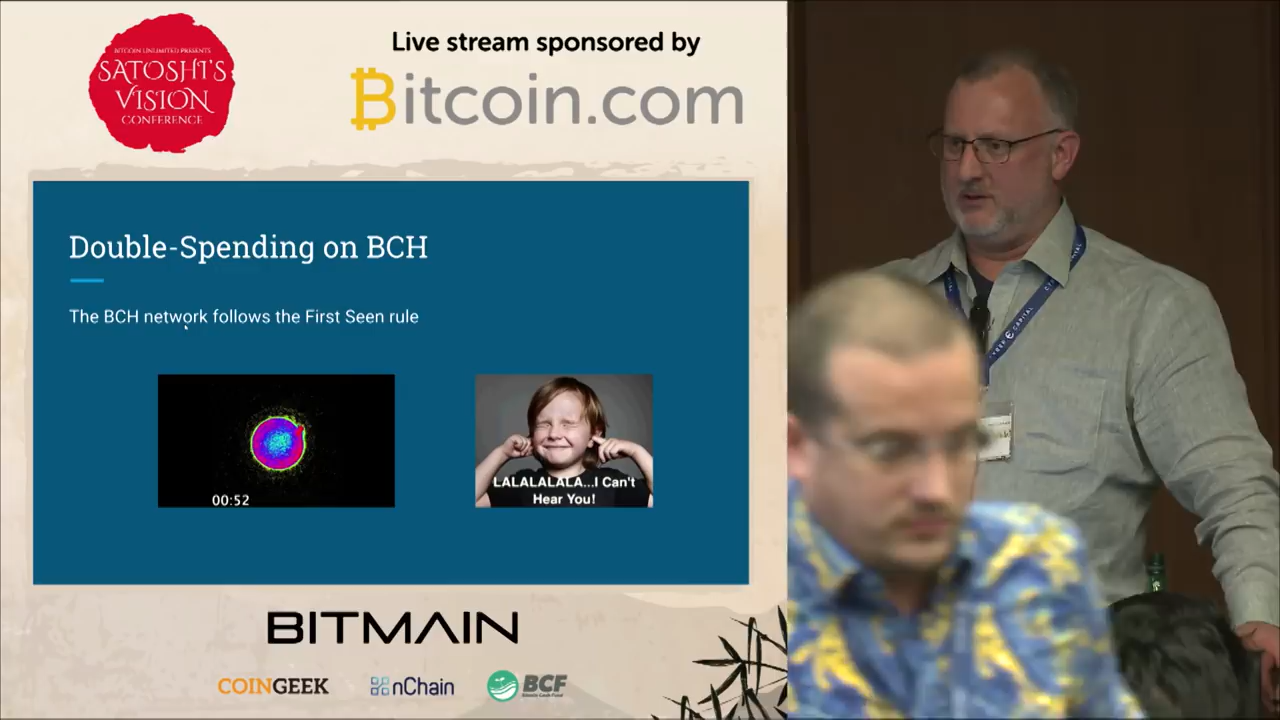 BITCOIN UNLIMITED PRESENTS
SATOSHI'S
VISION
CONFERENCE
Live stream sponsored by
Bitcoin.com
Double-Spending on BCH
The BCH network follows the First Seen rule
00:52
LALALALALA...I Can't
Hear You!
BITMAIN
COINGEEK
nChain
BCF
CAPITAL